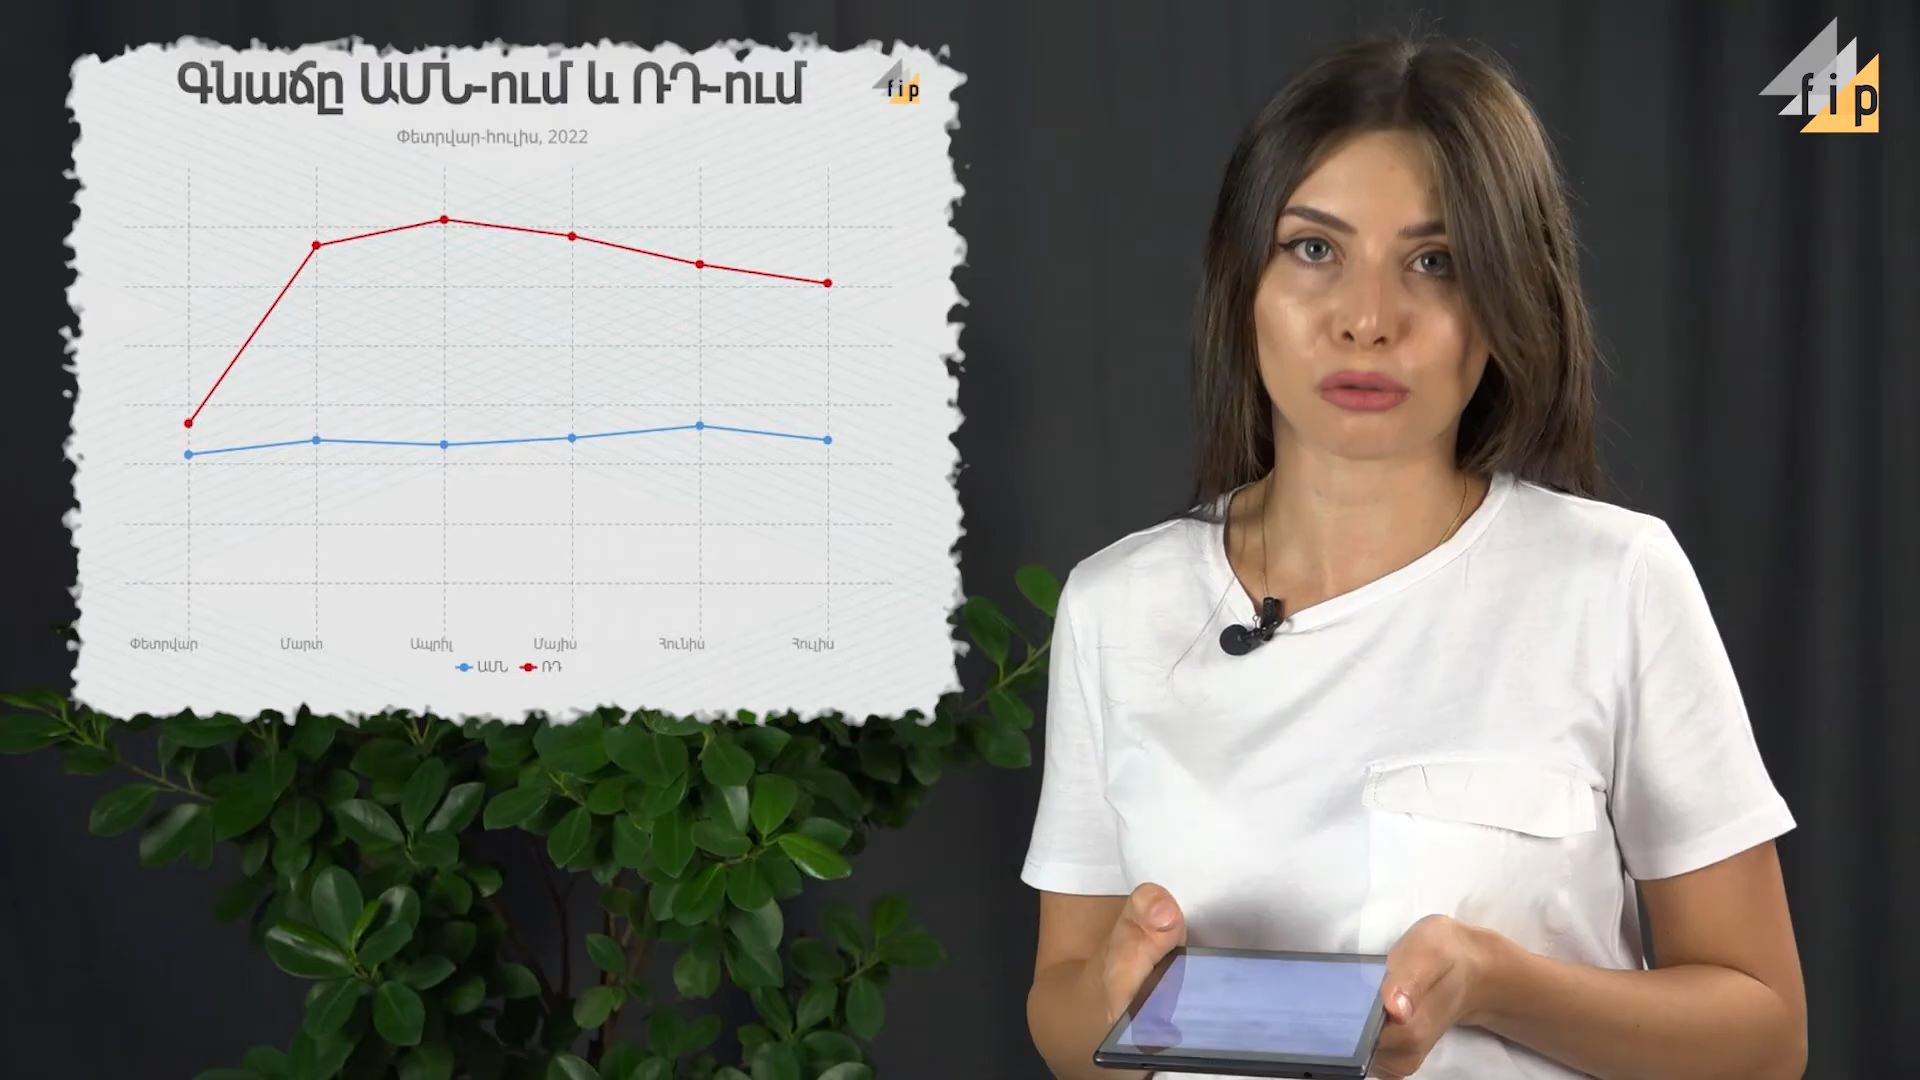 Գնաճը ԱՄՆ-ում և ՌԴ-ում
fip
Փետրվար-հուլիս, 2022
Փետրվար Մարտ Ապրիլ Մայիս Հունիս Հուլիս
ԱՄՆ ՌԴ
fip